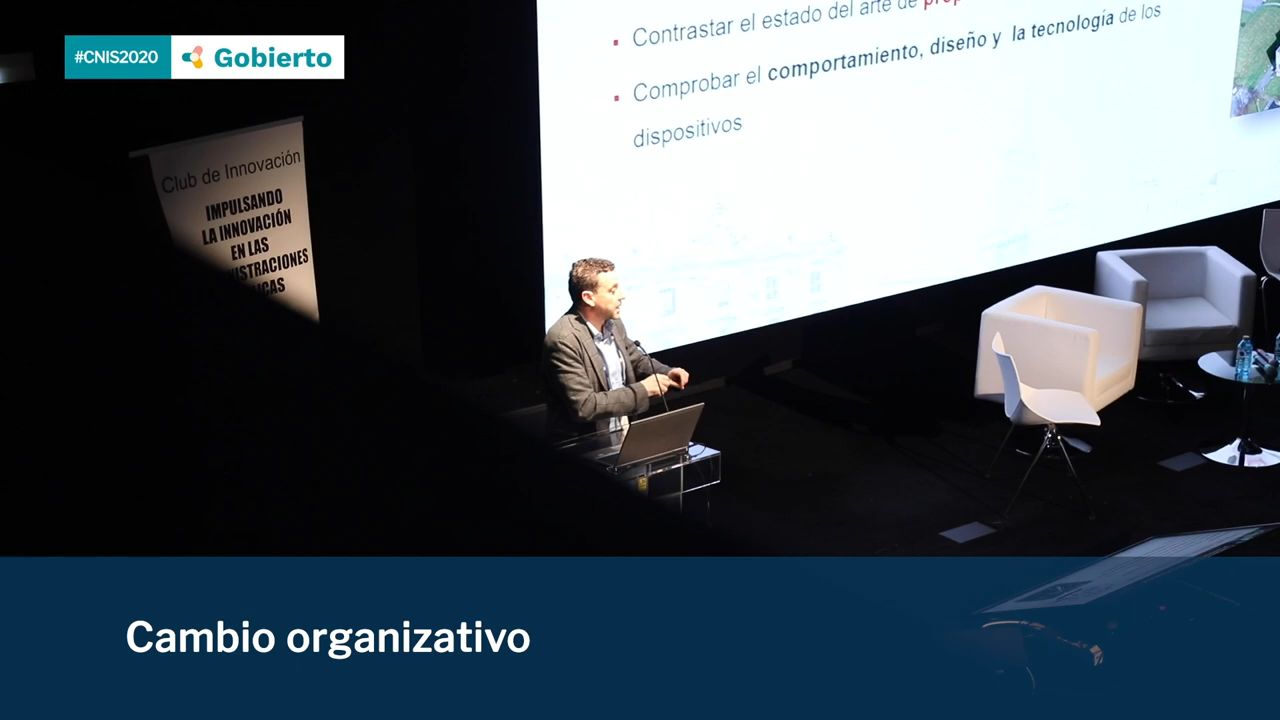 #CNIS2020
Gobierto
Contrastar el estado del arte de
Comprobar el comportamiento, diseño y la tecnología de los
dispositivos
Club de Innovación
IMPULSANDO
LA INNOVACIÓN
EN LAS
Cambio organizativo